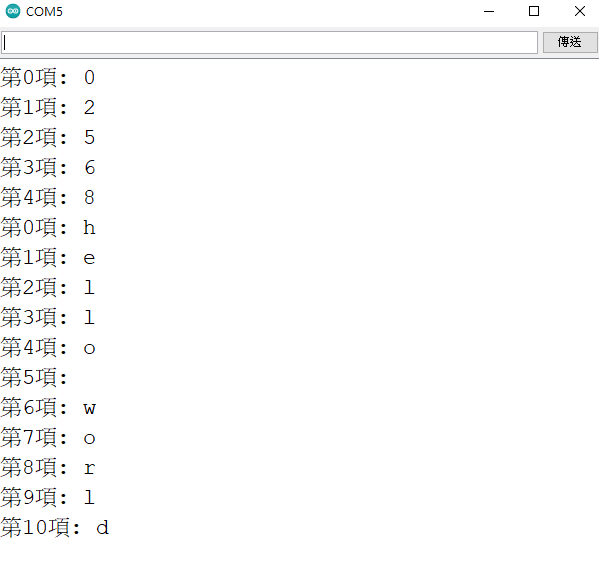 COM5
傳送
第0項: 0
第1項: 2
第2項: 5
第3項: 6
第4項: 8
第0項: h
第1項: e
第2項: l
第3項: l
第4項: o
第5項:
第6項: w
第7項: o
第8項: r
第9項: l
第10項: d